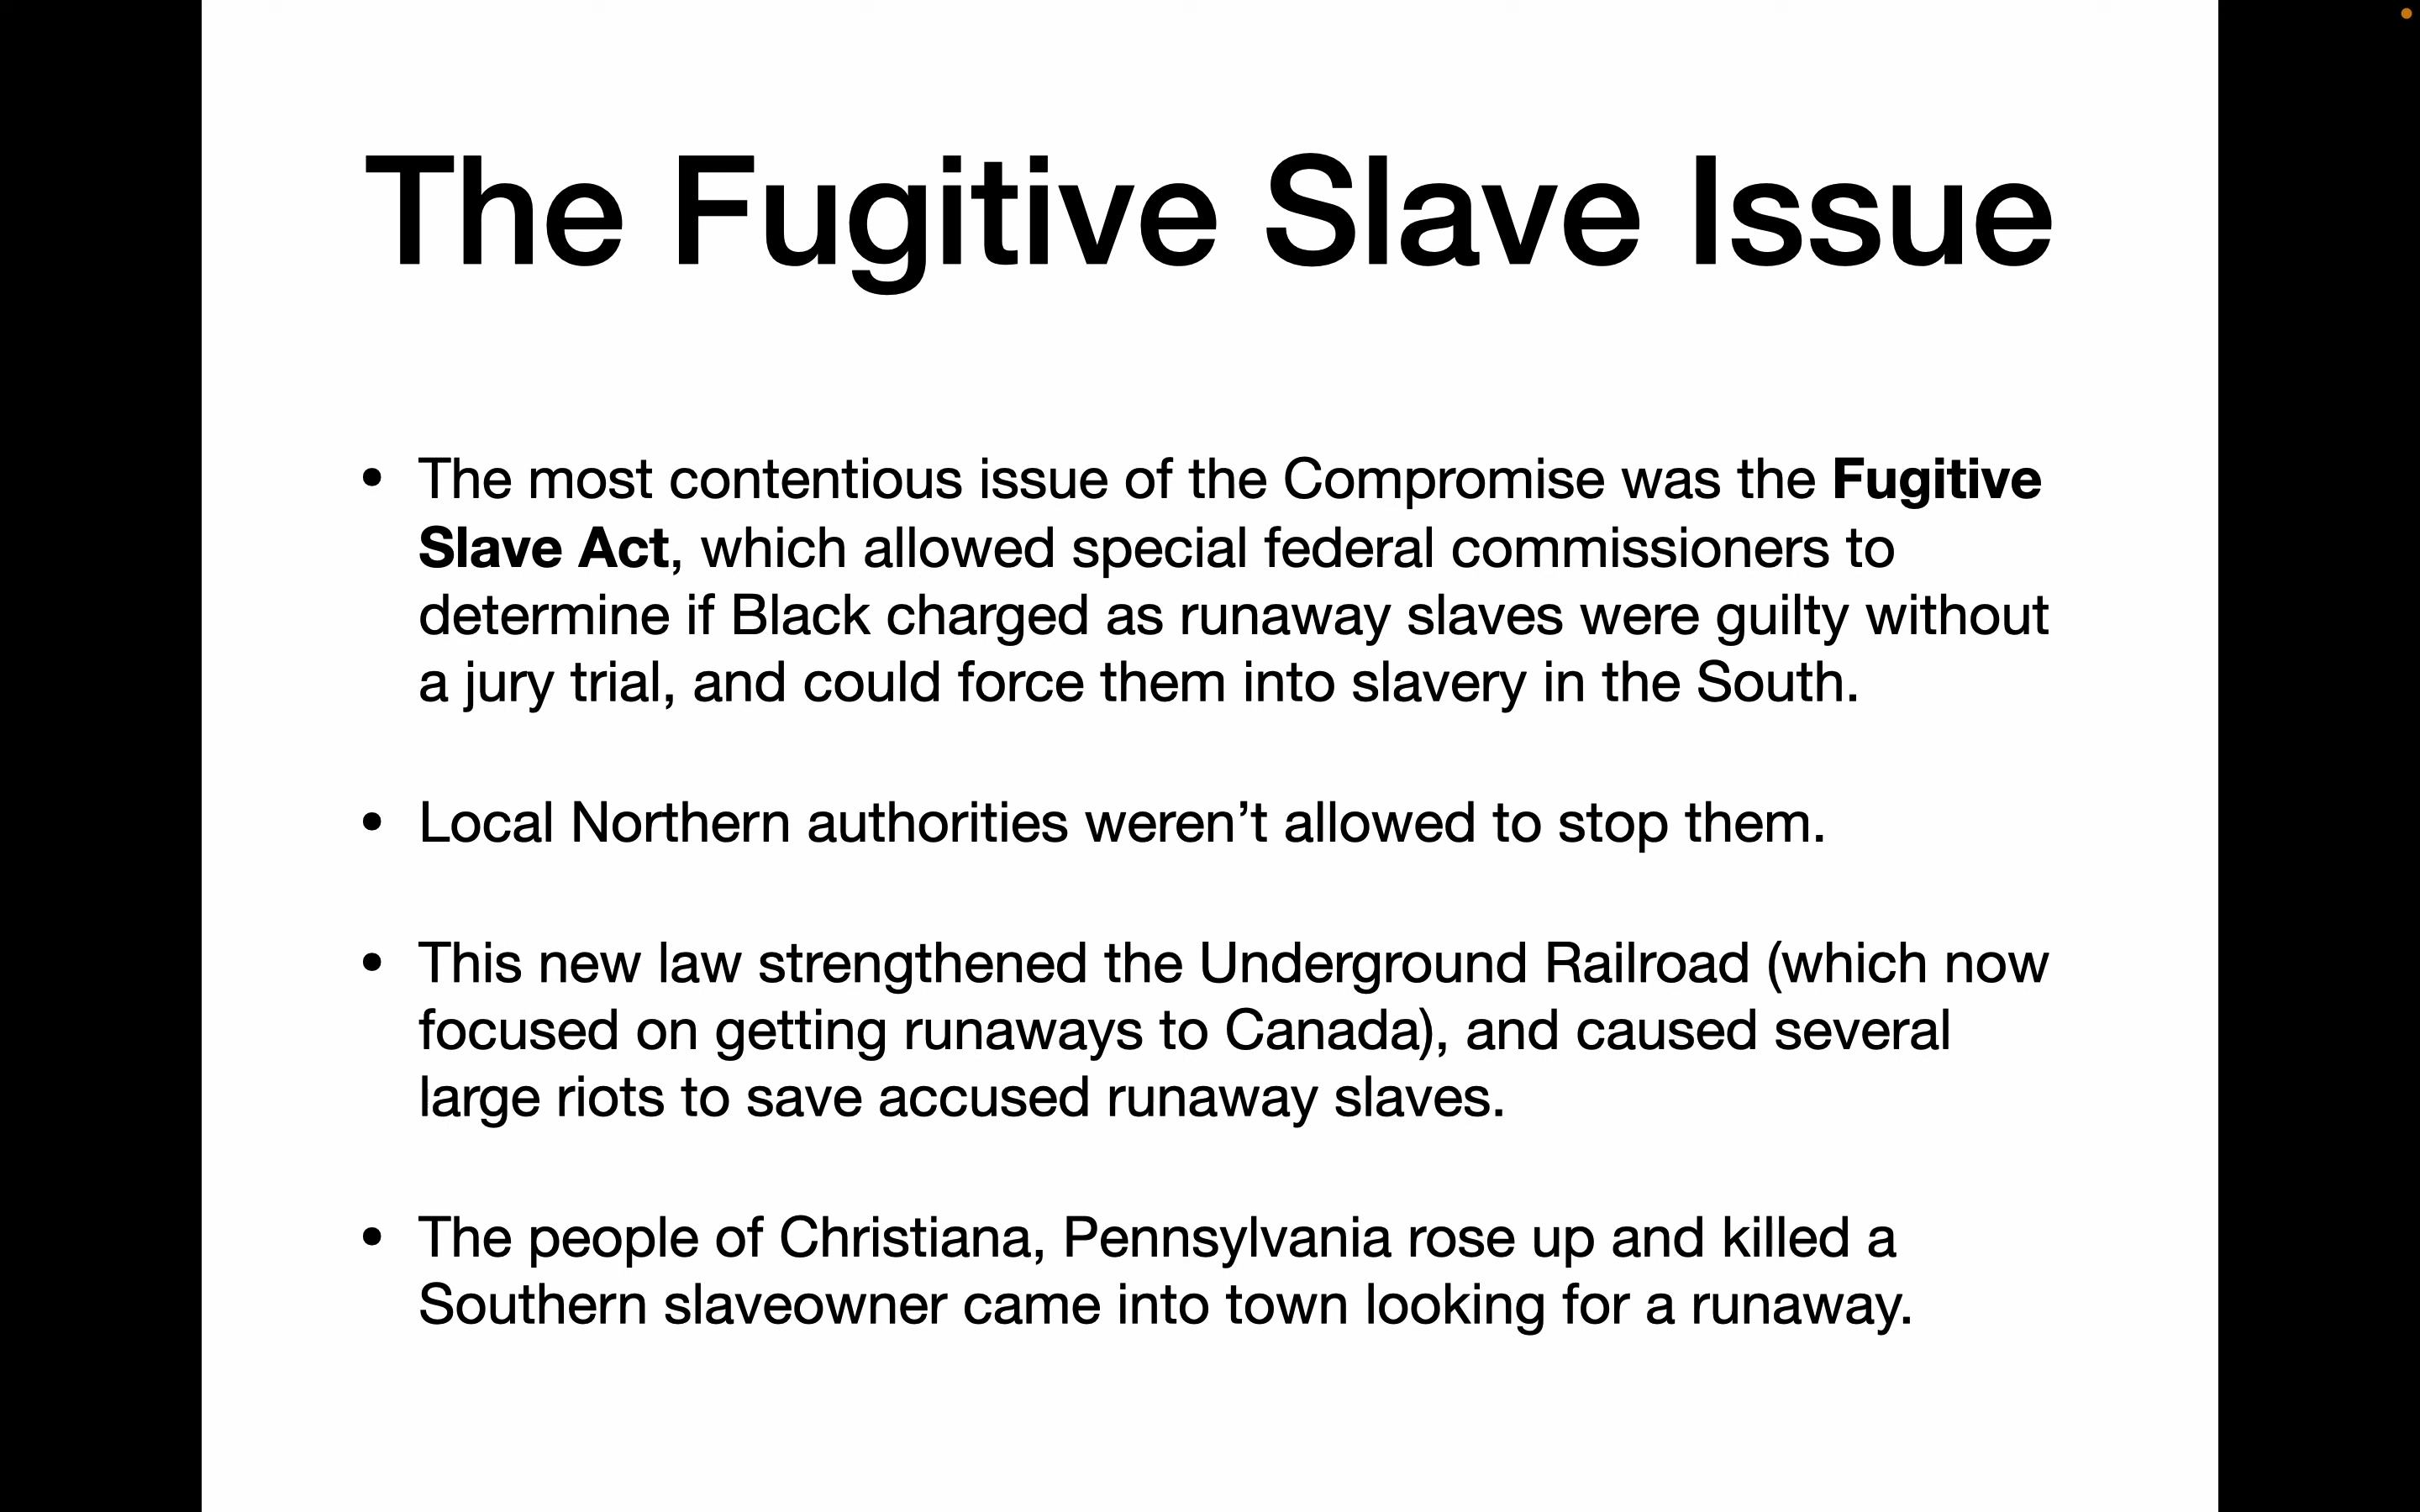 The Fugitive Slave Issue
• The most contentious issue of the Compromise was the Fugitive
Slave Act, which allowed special federal commissioners to
determine if Black charged as runaway slaves were guilty without
a jury trial, and could force them into slavery in the South.
• Local Northern authorities weren’t allowed to stop them.
• This new law strengthened the Underground Railroad (which now
focused on getting runaways to Canada), and caused several
large riots to save accused runaway slaves.
• The people of Christiana, Pennsylvania rose up and killed a
Southern slaveowner came into town looking for a runaway.